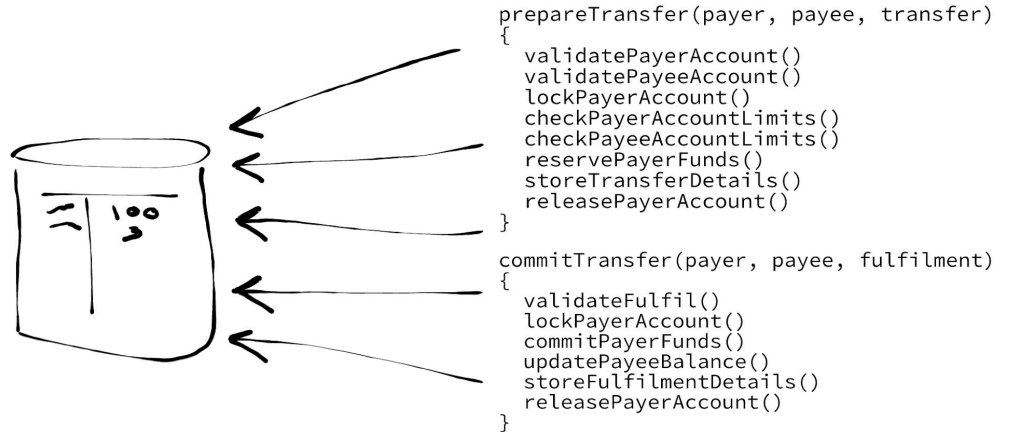 prepareTransfer(payer, payee, transfer)
{
validatePayerAccount()
validatePayeeAccount()
lockPayerAccount()
checkPayerAccountLimits()
checkPayeeAccountLimits()
reservePayerFunds()
storeTransferDetails()
releasePayerAccount()
}
100
commitTransfer(payer, payee, fulfilment)
{
validateFulfil()
lockPayerAccount()
commitPayerFunds()
updatePayeeBalance()
storeFulfilmentDetails()
releasePayerAccount()
}